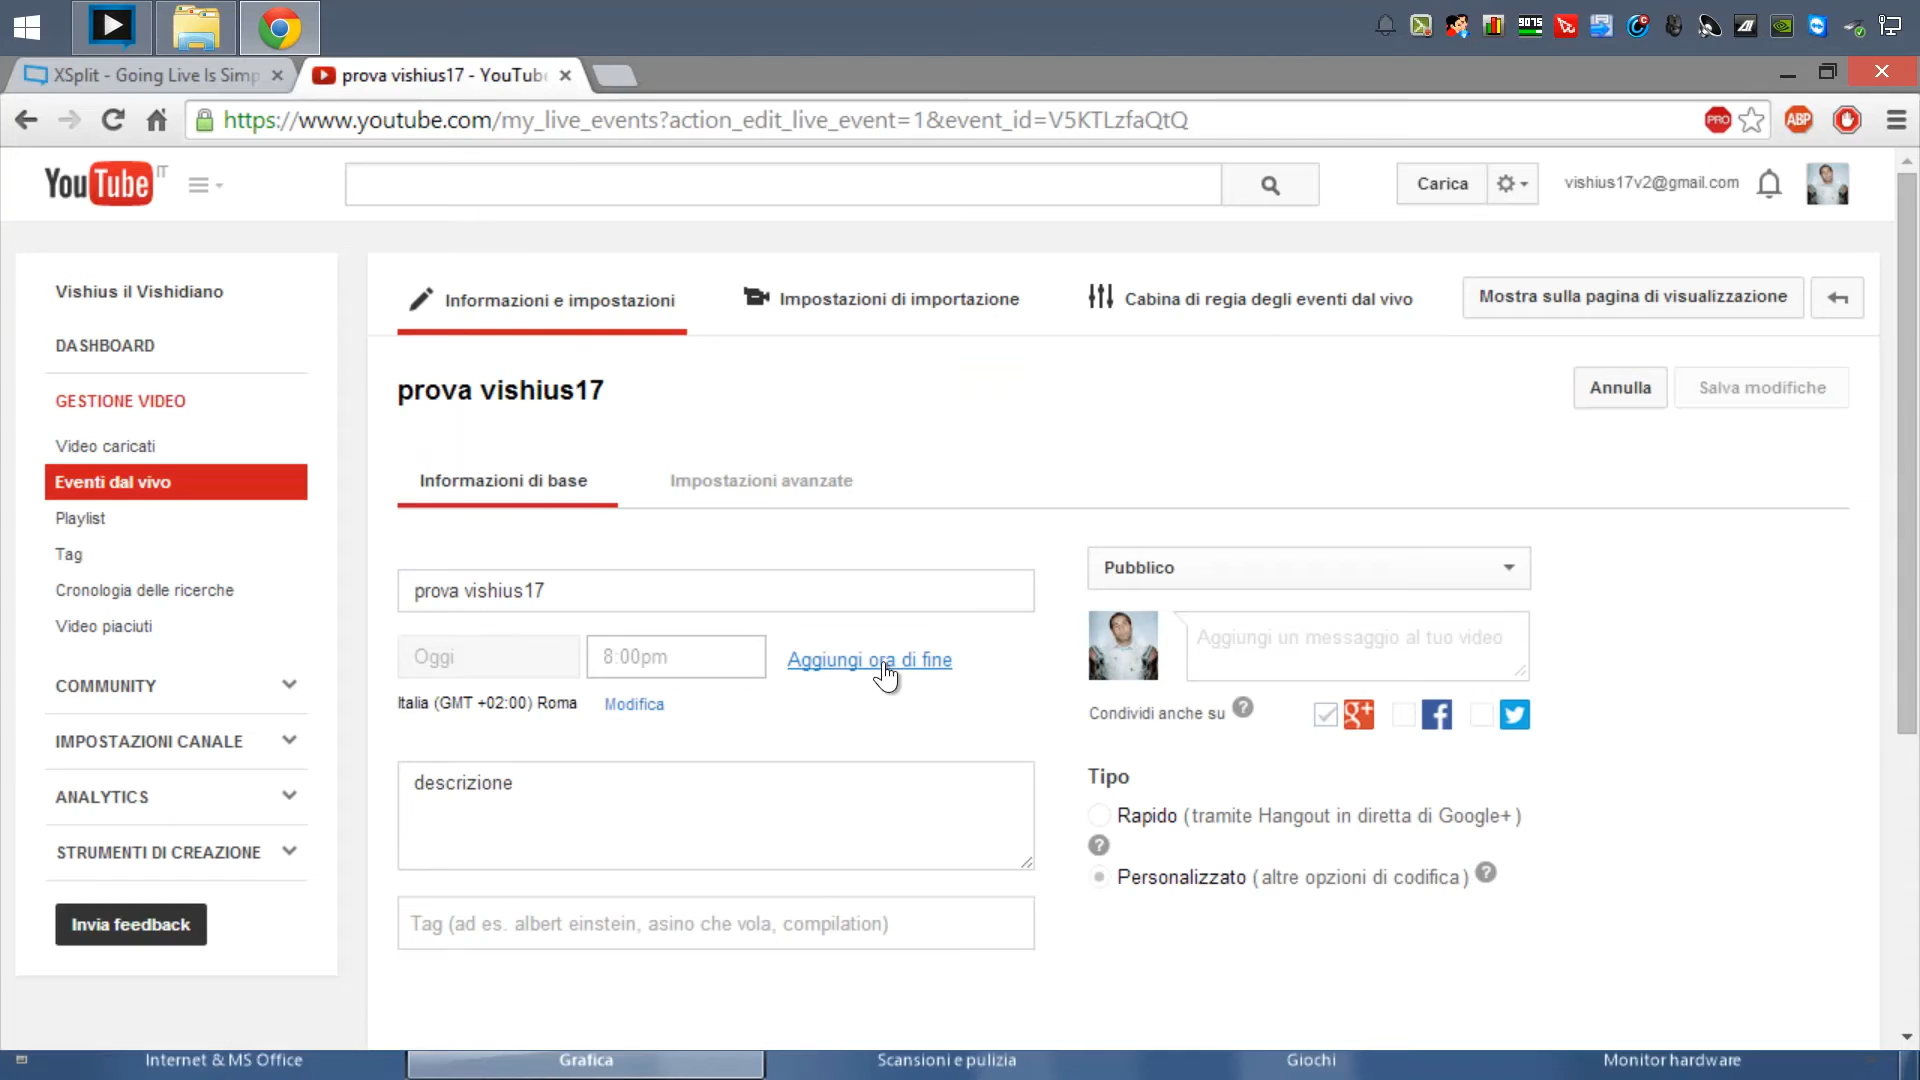 9075
XSplit - Going Live Is Simp
prova vishius17 - YouTube
https://www.youtube.com/my_live_events?action_edit_live_event=1&event_id=V5KTLzfaQtQ
PRO
ABP
YouTube IT
Carica
vishius17v2@gmail.com
Vishius il Vishidiano
DASHBOARD
GESTIONE VIDEO
Video caricati
Eventi dal vivo
Playlist
Tag
Cronologia delle ricerche
Video piaciuti
COMMUNITY
IMPOSTAZIONI CANALE
ANALYTICS
STRUMENTI DI CREAZIONE
Invia feedback
Informazioni e impostazioni
Impostazioni di importazione
Cabina di regia degli eventi dal vivo
Mostra sulla pagina di visualizzazione
prova vishius17
Annulla
Salva modifiche
Informazioni di base
Impostazioni avanzate
prova vishius17
Oggi
8:00pm
Aggiungi ora di fine
Italia (GMT +02:00) Roma
Modifica
descrizione
Tag (ad es. albert einstein, asino che vola, compilation)
Pubblico
Aggiungi un messaggio al tuo video
Condividi anche su
Tipo
Rapido (tramite Hangout in diretta di Google+)
Personalizzato (altre opzioni di codifica)
Internet & MS Office
Grafica
Scansioni e pulizia
Giochi
Monitor hardware